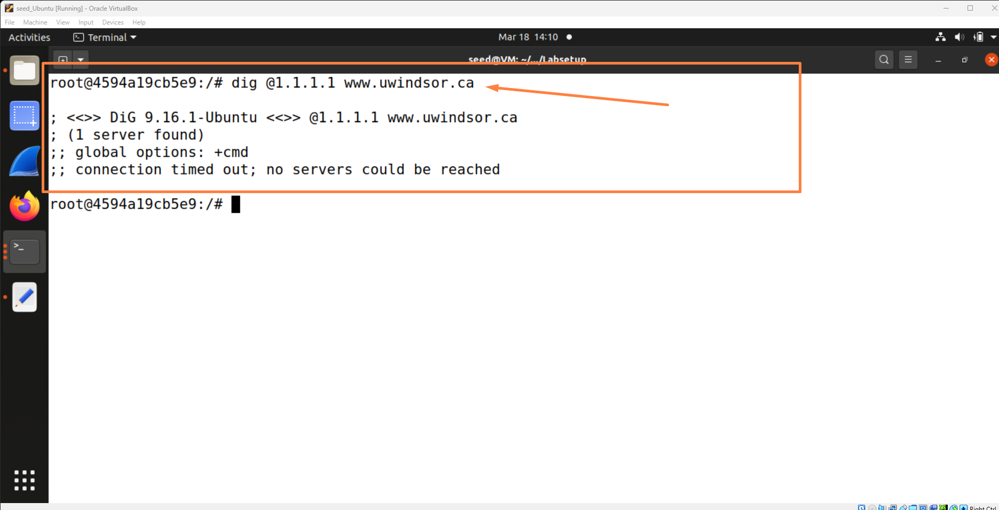 seed_Ubuntu [Running] - Oracle VirtualBox
File Machine View Input Devices Help
Activities Terminal Mar 18 14:10
seed@VM: ~/.../Labsetup
root@4594a19cb5e9:/# dig @1.1.1.1 www.uwindsor.ca
; <<>> DiG 9.16.1-Ubuntu <<>> @1.1.1.1 www.uwindsor.ca
; (1 server found)
;; global options: +cmd
;; connection timed out; no servers could be reached
root@4594a19cb5e9:/#
Right Ctrl